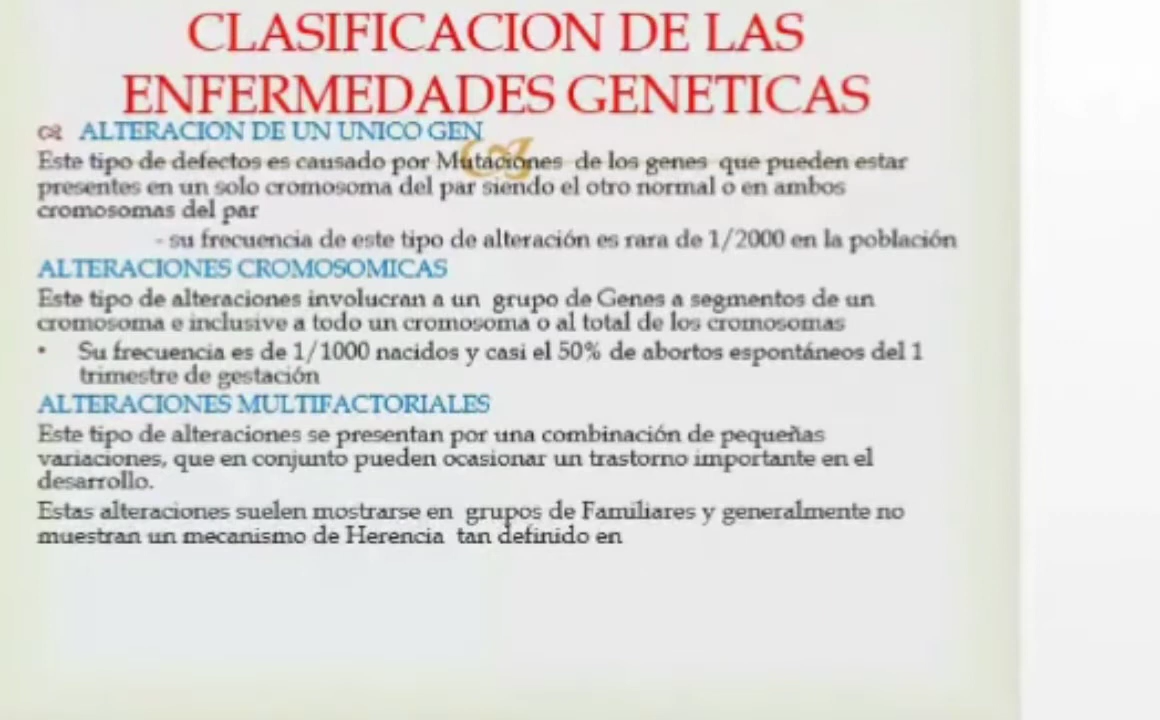 CLASIFICACION DE LAS
ENFERMEDADES GENETICAS
ALTERACION DE UN UNICO GEN
Este tipo de defectos es causado por Mutaciones de los genes que pueden estar
presentes en un solo cromosoma del par siendo el otro normal o en ambos
cromosomas del par
- su frecuencia de este tipo de alteración es rara de 1/2000 en la población
ALTERACIONES CROMOSOMICAS
Este tipo de alteraciones involucran a un grupo de Genes a segmentos de un
cromosoma e inclusive a todo un cromosoma o al total de los cromosomas
• Su frecuencia es de 1/1000 nacidos y casi el 50% de abortos espontáneos del 1
trimestre de gestación
ALTERACIONES MULTIFACTORIALES
Este tipo de alteraciones se presentan por una combinación de pequeñas
variaciones, que en conjunto pueden ocasionar un trastorno importante en el
desarrollo.
Estas alteraciones suelen mostrarse en grupos de Familiares y generalmente no
muestran un mecanismo de Herencia tan definido en